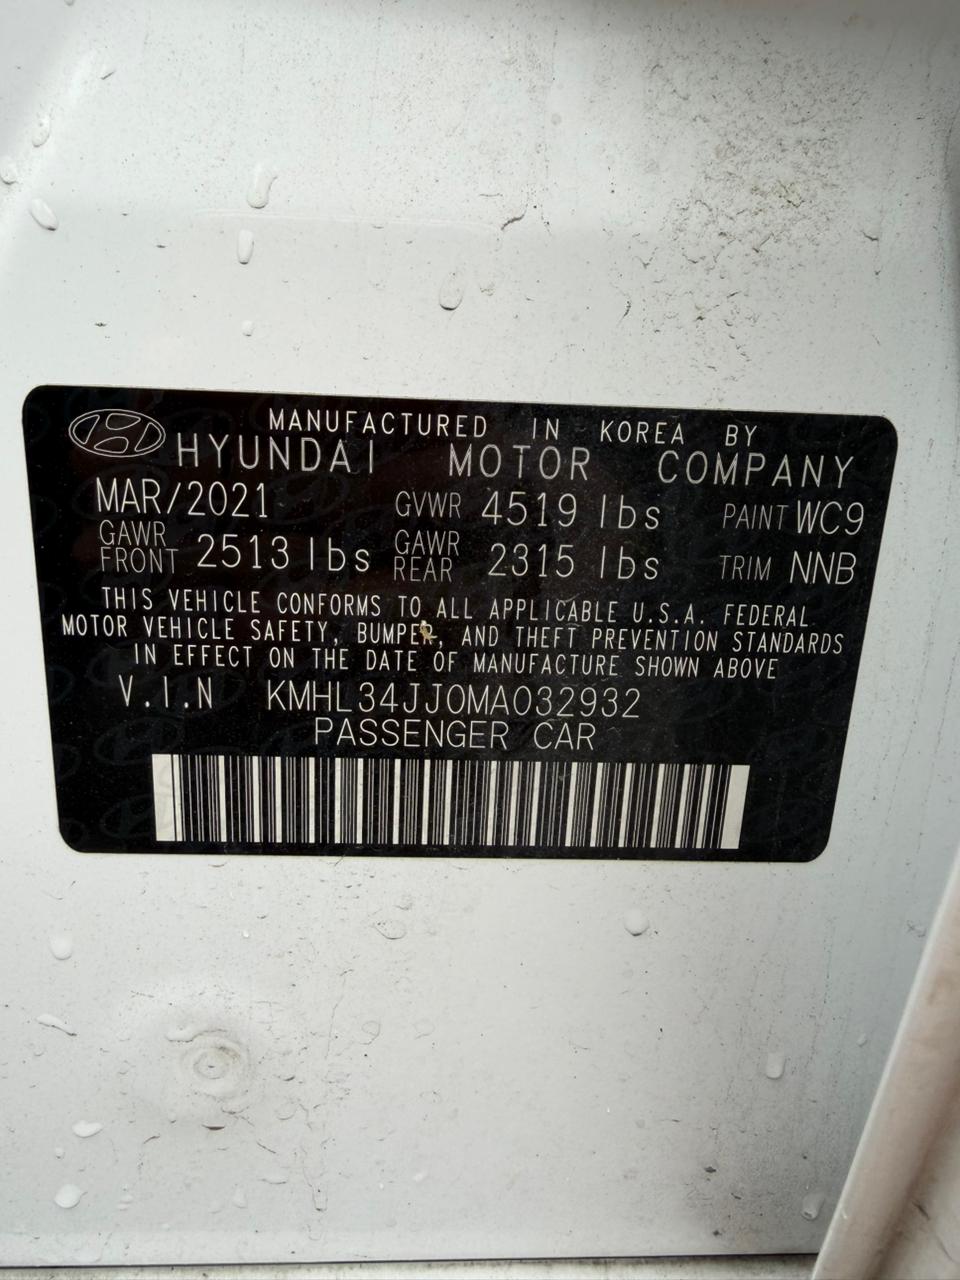 MANUFACTURED IN KOREA BY
HYUNDAI MOTOR COMPANY
MAR/2021 GVWR 4519 lbs PAINT WC9
GAWR FRONT 2513 lbs GAWR REAR 2315 lbs TRIM NNB
THIS VEHICLE CONFORMS TO ALL APPLICABLE U.S.A. FEDERAL
MOTOR VEHICLE SAFETY, BUMPER, AND THEFT PREVENTION STANDARDS
IN EFFECT ON THE DATE OF MANUFACTURE SHOWN ABOVE
V.I.N KMHL34JJ0MA032932
PASSENGER CAR